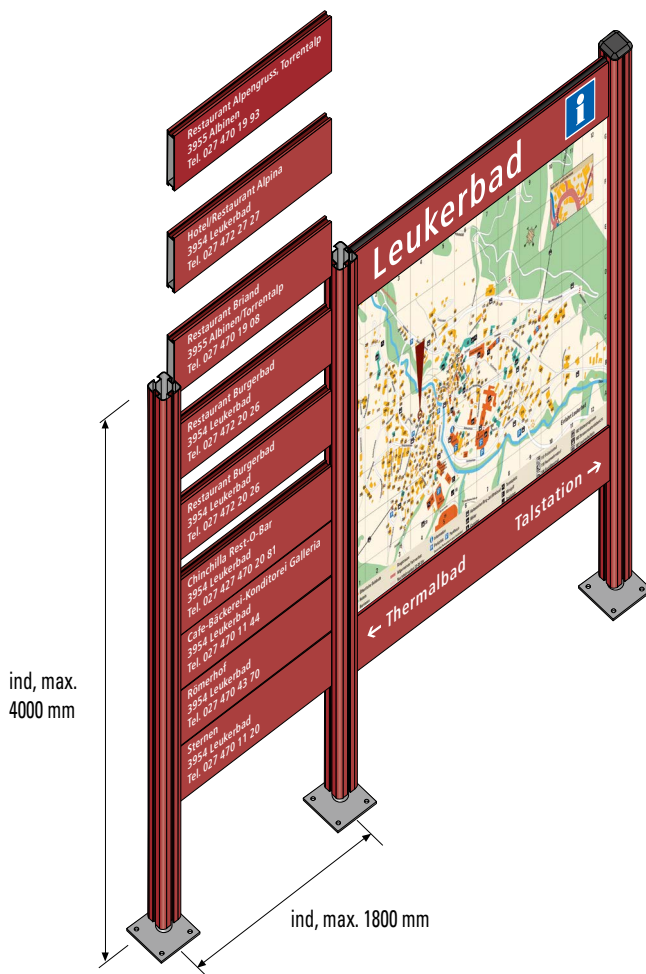 Restaurant Alpengruss, Torrentalp
3955 Albinen
Tel. 027 470 19 93
Hotel/Restaurant Alpina
3954 Leukerbad
Tel. 027 472 27 27
Restaurant Briand
3955 Albinen/Torrentalp
Tel. 027 470 19 08
Restaurant Burgerbad
3954 Leukerbad
Tel. 027 472 20 26
Restaurant Burgerbad
3954 Leukerbad
Tel. 027 472 20 26
Chinchilla Rest-O-Bar
3954 Leukerbad
Tel. 027 427 470 20 81
Cafe-Bäckerei-Konditorei Galleria
3954 Leukerbad
Tel. 027 470 11 44
Römerhof
3954 Leukerbad
Tel. 027 470 43 70
Sternen
3954 Leukerbad
Tel. 027 470 11 20
Leukerbad
i
← Thermalbad
Talstation →
ind, max.
4000 mm
ind, max. 1800 mm